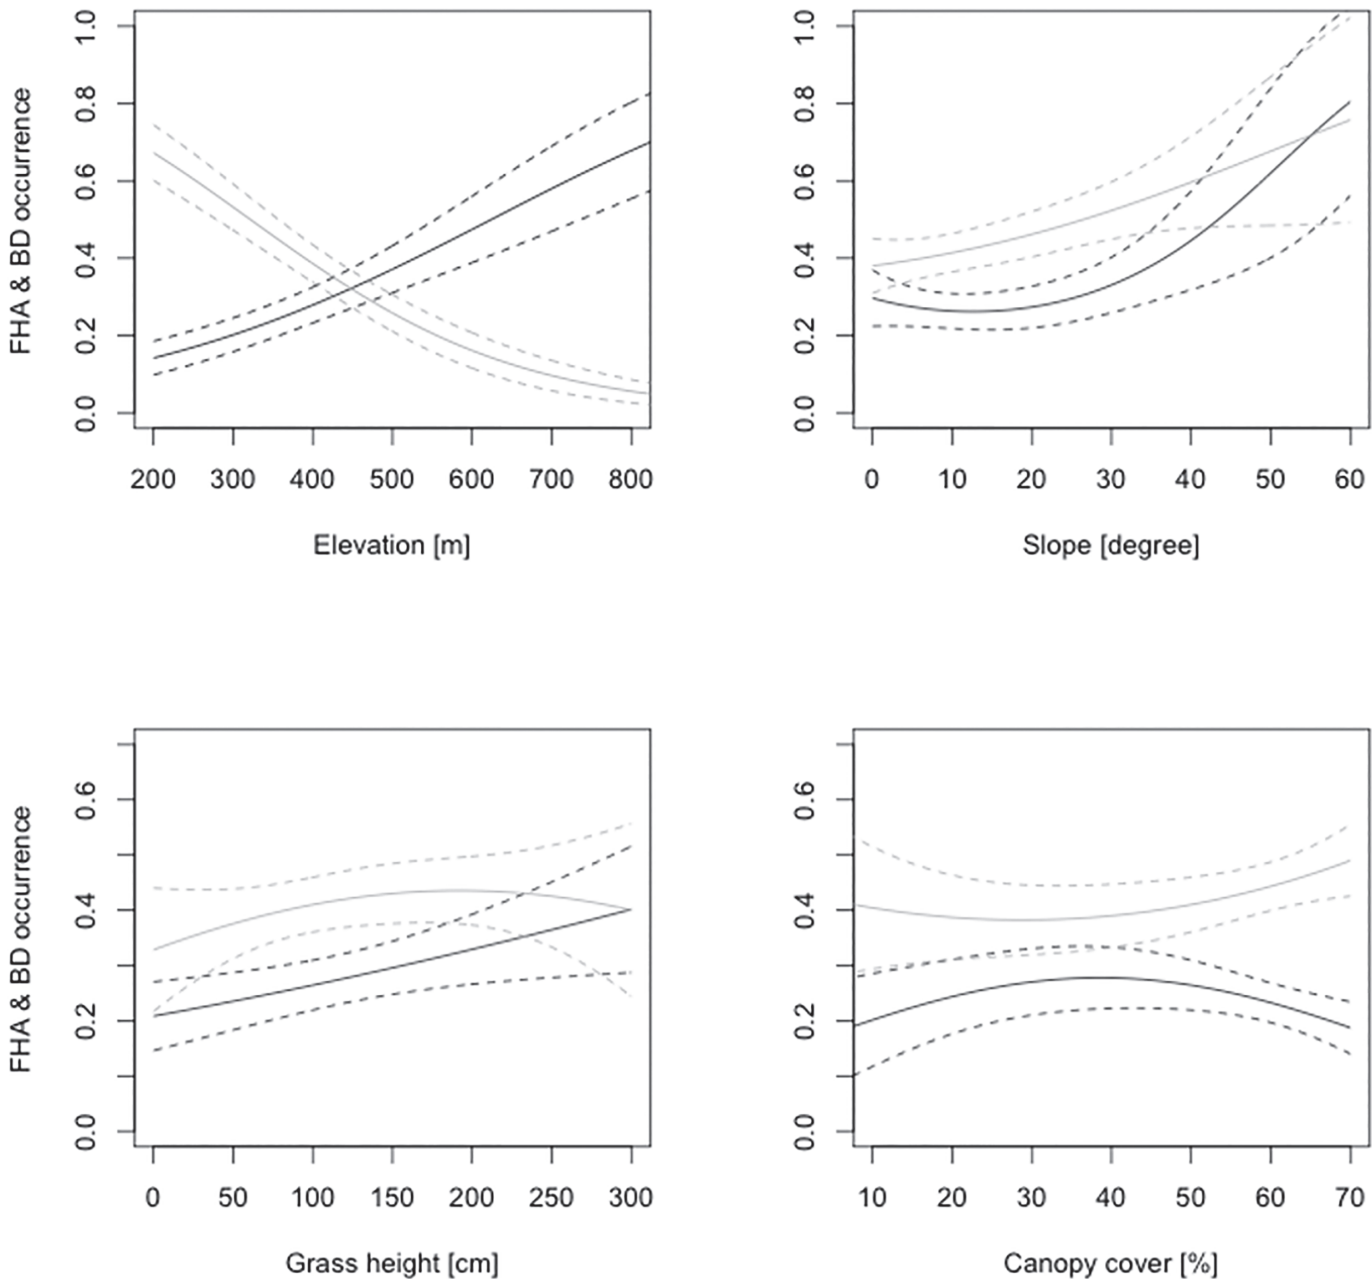 FHA & BD occurrence
0.0 0.2 0.4 0.6 0.8 1.0
200 300 400 500 600 700 800
Elevation [m]
0.0 0.2 0.4 0.6 0.8 1.0
0 10 20 30 40 50 60
Slope [degree]
FHA & BD occurrence
0.0 0.2 0.4 0.6
0 50 100 150 200 250 300
Grass height [cm]
0.0 0.2 0.4 0.6
10 20 30 40 50 60 70
Canopy cover [%]